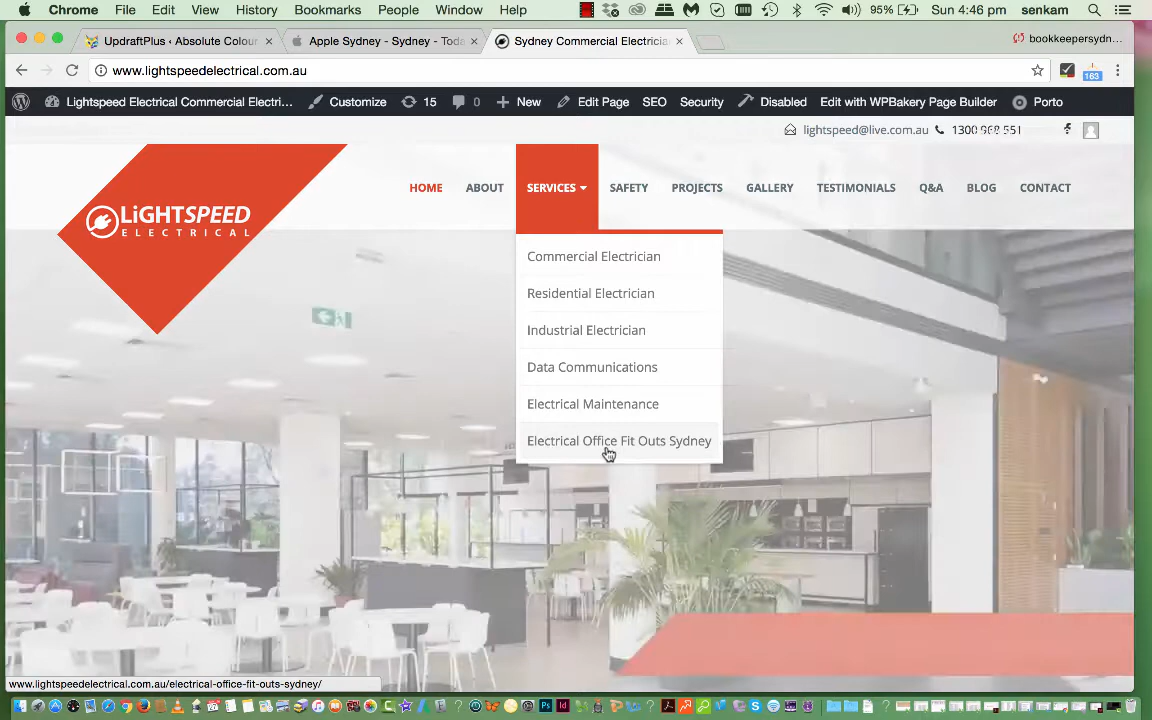 Chrome File Edit View History Bookmarks People Window Help 95% Sun 4:46 pm senkam
UpdraftPlus ‹ Absolute Colour Apple Sydney - Sydney - Toda Sydney Commercial Electricia bookkeepersydn...
www.lightspeedelectrical.com.au 163
Lightspeed Electrical Commercial Electri... Customize 15 0 New Edit Page SEO Security Disabled Edit with WPBakery Page Builder Porto
lightspeed@live.com.au 1300 968 551
HOME ABOUT SERVICES SAFETY PROJECTS GALLERY TESTIMONIALS Q&A BLOG CONTACT
LiGHTSPEED
ELECTRICAL
Commercial Electrician
Residential Electrician
Industrial Electrician
Data Communications
Electrical Maintenance
Electrical Office Fit Outs Sydney
www.lightspeedelectrical.com.au/electrical-office-fit-outs-sydney/